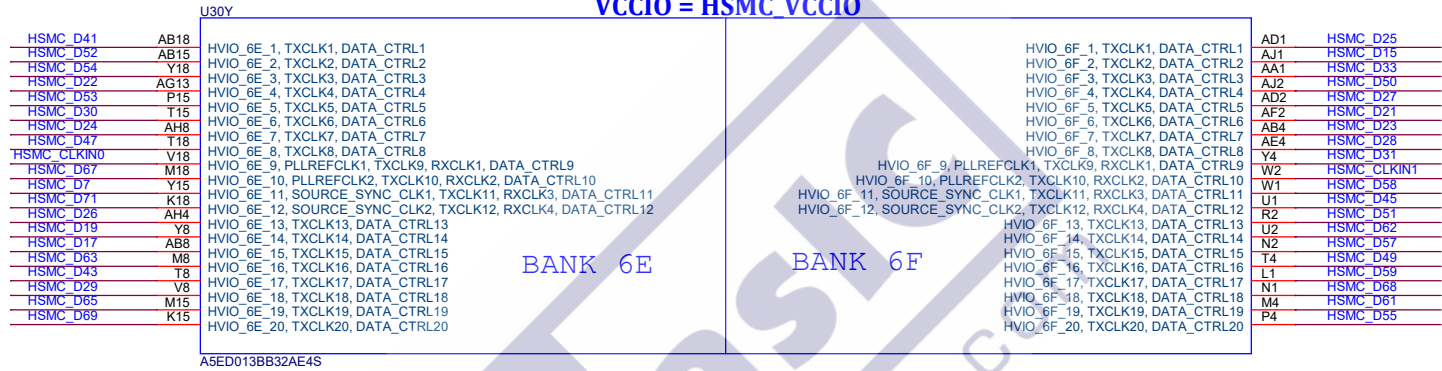 VCCIO = HSMC_VCCIO
U30Y
HSMC_D41 AB18 HVIO_6E_1, TXCLK1, DATA_CTRL1 HVIO_6F_1, TXCLK1, DATA_CTRL1 AD1 HSMC_D25
HSMC_D52 AB15 HVIO_6E_2, TXCLK2, DATA_CTRL2 HVIO_6F_2, TXCLK2, DATA_CTRL2 AJ1 HSMC_D15
HSMC_D54 Y18 HVIO_6E_3, TXCLK3, DATA_CTRL3 HVIO_6F_3, TXCLK3, DATA_CTRL3 AA1 HSMC_D33
HSMC_D22 AG13 HVIO_6E_4, TXCLK4, DATA_CTRL4 HVIO_6F_4, TXCLK4, DATA_CTRL4 AJ2 HSMC_D50
HSMC_D53 P15 HVIO_6E_5, TXCLK5, DATA_CTRL5 HVIO_6F_5, TXCLK5, DATA_CTRL5 AD2 HSMC_D27
HSMC_D30 T15 HVIO_6E_6, TXCLK6, DATA_CTRL6 HVIO_6F_6, TXCLK6, DATA_CTRL6 AF2 HSMC_D21
HSMC_D24 AH8 HVIO_6E_7, TXCLK7, DATA_CTRL7 HVIO_6F_7, TXCLK7, DATA_CTRL7 AB4 HSMC_D23
HSMC_D47 T18 HVIO_6E_8, TXCLK8, DATA_CTRL8 HVIO_6F_8, TXCLK8, DATA_CTRL8 AE4 HSMC_D28
HSMC_CLKIN0 V18 HVIO_6E_9, PLLREFCLK1, TXCLK9, RXCLK1, DATA_CTRL9 HVIO_6F_9, PLLREFCLK1, TXCLK9, RXCLK1, DATA_CTRL9 Y4 HSMC_D31
HSMC_D67 M18 HVIO_6E_10, PLLREFCLK2, TXCLK10, RXCLK2, DATA_CTRL10 HVIO_6F_10, PLLREFCLK2, TXCLK10, RXCLK2, DATA_CTRL10 W2 HSMC_CLKIN1
HSMC_D7 Y15 HVIO_6E_11, SOURCE_SYNC_CLK1, TXCLK11, RXCLK3, DATA_CTRL11 HVIO_6F_11, SOURCE_SYNC_CLK1, TXCLK11, RXCLK3, DATA_CTRL11 W1 HSMC_D58
HSMC_D71 K18 HVIO_6E_12, SOURCE_SYNC_CLK2, TXCLK12, RXCLK4, DATA_CTRL12 HVIO_6F_12, SOURCE_SYNC_CLK2, TXCLK12, RXCLK4, DATA_CTRL12 U1 HSMC_D45
HSMC_D26 AH4 HVIO_6E_13, TXCLK13, DATA_CTRL13 HVIO_6F_13, TXCLK13, DATA_CTRL13 R2 HSMC_D51
HSMC_D19 Y8 HVIO_6E_14, TXCLK14, DATA_CTRL14 HVIO_6F_14, TXCLK14, DATA_CTRL14 U2 HSMC_D62
HSMC_D17 AB8 HVIO_6E_15, TXCLK15, DATA_CTRL15 HVIO_6F_15, TXCLK15, DATA_CTRL15 N2 HSMC_D57
HSMC_D63 M8 HVIO_6E_16, TXCLK16, DATA_CTRL16 HVIO_6F_16, TXCLK16, DATA_CTRL16 T4 HSMC_D49
HSMC_D43 T8 HVIO_6E_17, TXCLK17, DATA_CTRL17 HVIO_6F_17, TXCLK17, DATA_CTRL17 L1 HSMC_D59
HSMC_D29 V8 HVIO_6E_18, TXCLK18, DATA_CTRL18 HVIO_6F_18, TXCLK18, DATA_CTRL18 N1 HSMC_D68
HSMC_D65 M15 HVIO_6E_19, TXCLK19, DATA_CTRL19 HVIO_6F_19, TXCLK19, DATA_CTRL19 M4 HSMC_D61
HSMC_D69 K15 HVIO_6E_20, TXCLK20, DATA_CTRL20 HVIO_6F_20, TXCLK20, DATA_CTRL20 P4 HSMC_D55
BANK 6E BANK 6F
A5ED013BB32AE4S
com